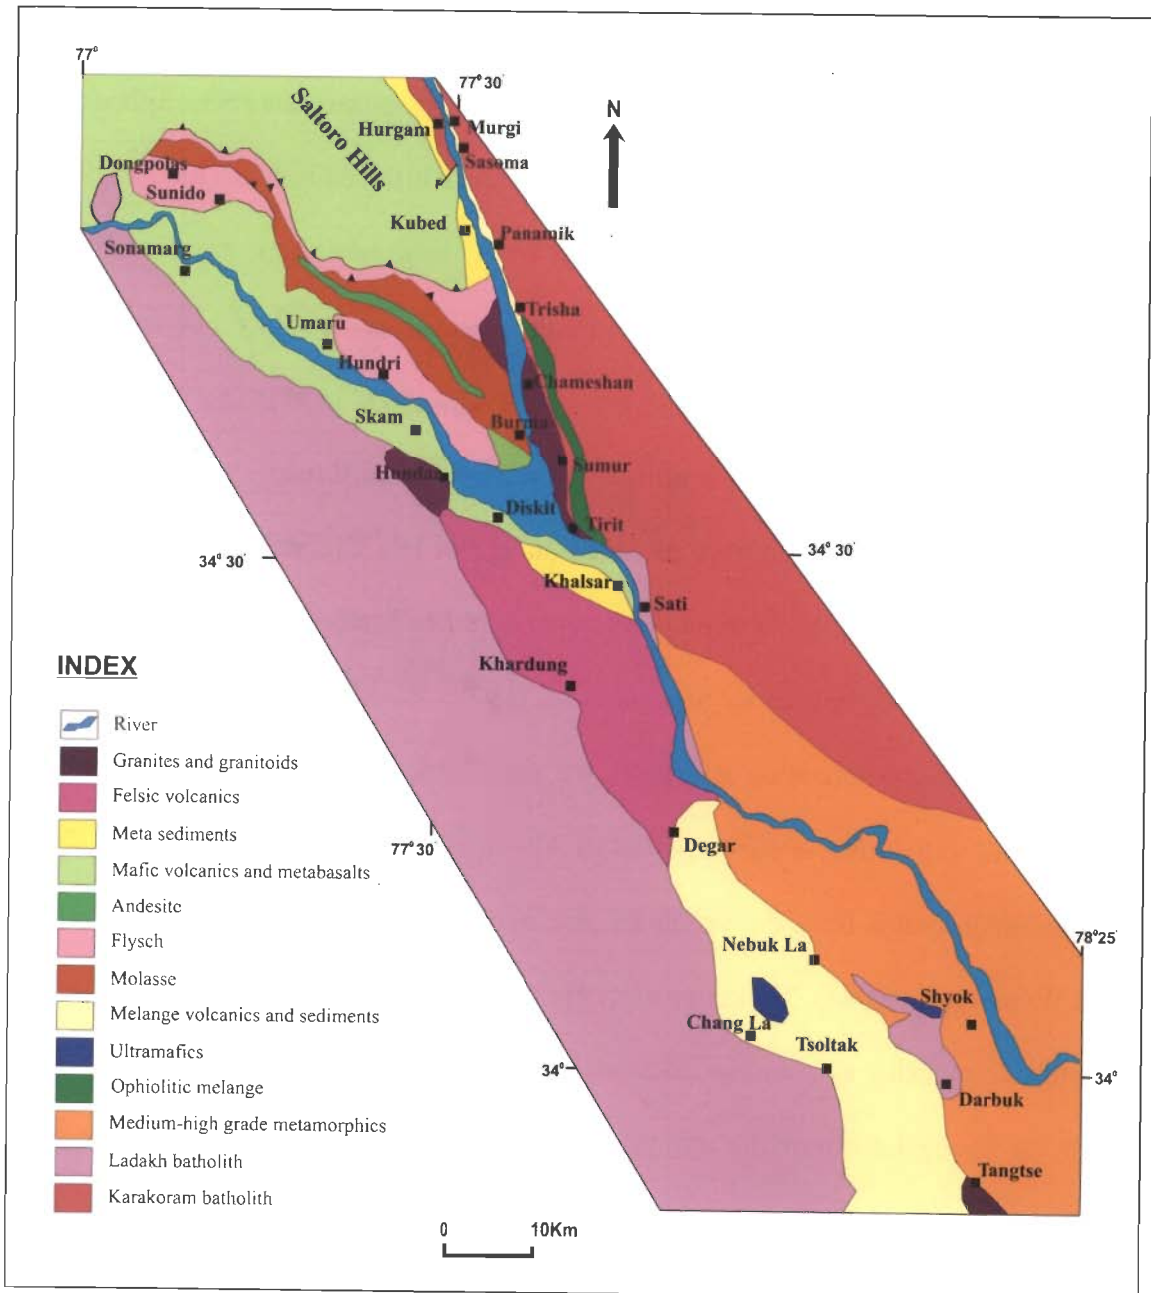 77°
77° 30'
N
Saltoro Hills
Hurgam
Murgi
Sasoma
Dongpolas
Sunido
Kubed
Panamik
Sonamarg
Trisha
Umaru
Hundri
Chameshan
Skam
Burma
Sumur
Hundar
Diskit
Tirit
34° 30'
34° 30'
Khalsar
Sati
Khardung
INDEX
River
Granites and granitoids
Felsic volcanics
Meta sediments
Mafic volcanics and metabasalts
Andesite
Flysch
Molasse
Melange volcanics and sediments
Ultramafics
Ophiolitic melange
Medium-high grade metamorphics
Ladakh batholith
Karakoram batholith
77° 30'
Degar
78° 25'
Nebuk La
Shyok
Chang La
Tsoltak
34°
34°
Darbuk
Tangtse
0 10Km